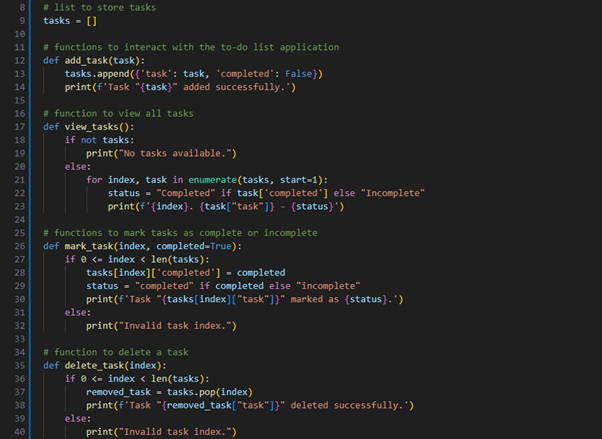 8 # list to store tasks
9 tasks = []
10
11 # functions to interact with the to-do list application
12 def add_task(task):
13     tasks.append({'task': task, 'completed': False})
14     print(f'Task "{task}" added successfully.')
15
16 # function to view all tasks
17 def view_tasks():
18     if not tasks:
19         print("No tasks available.")
20     else:
21         for index, task in enumerate(tasks, start=1):
22             status = "Completed" if task['completed'] else "Incomplete"
23             print(f'{index}. {task["task"]} - {status}')
24
25 # functions to mark tasks as complete or incomplete
26 def mark_task(index, completed=True):
27     if 0 <= index < len(tasks):
28         tasks[index]['completed'] = completed
29         status = "completed" if completed else "incomplete"
30         print(f'Task "{tasks[index]["task"]}" marked as {status}.')
31     else:
32         print("Invalid task index.")
33
34 # function to delete a task
35 def delete_task(index):
36     if 0 <= index < len(tasks):
37         removed_task = tasks.pop(index)
38         print(f'Task "{removed_task["task"]}" deleted successfully.')
39     else:
40         print("Invalid task index.")